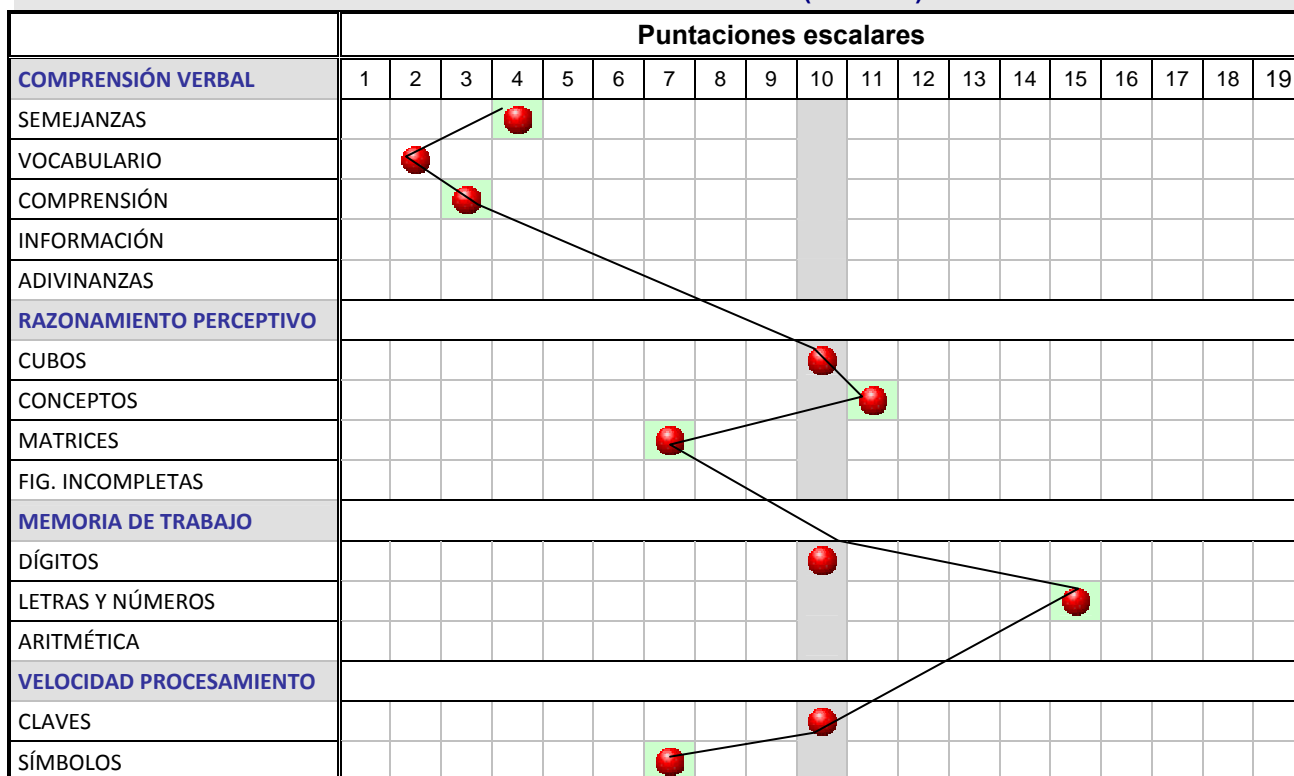 Puntaciones escalares
COMPRENSIÓN VERBAL 1 2 3 4 5 6 7 8 9 10 11 12 13 14 15 16 17 18 19
SEMEJANZAS
VOCABULARIO
COMPRENSIÓN
INFORMACIÓN
ADIVINANZAS
RAZONAMIENTO PERCEPTIVO
CUBOS
CONCEPTOS
MATRICES
FIG. INCOMPLETAS
MEMORIA DE TRABAJO
DÍGITOS
LETRAS Y NÚMEROS
ARITMÉTICA
VELOCIDAD PROCESAMIENTO
CLAVES
SÍMBOLOS